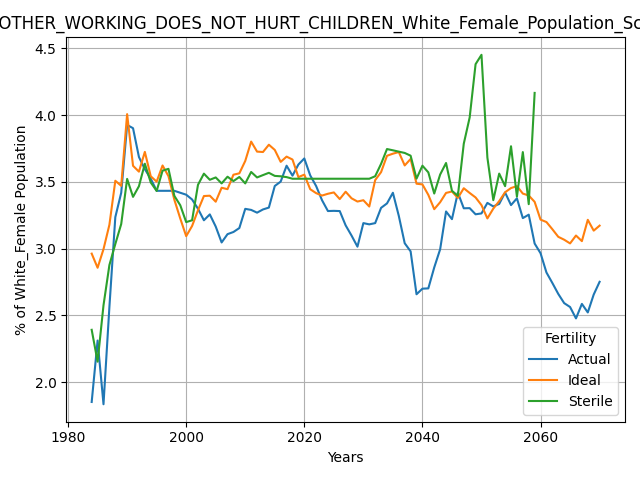 OTHER_WORKING_DOES_NOT_HURT_CHILDREN_White_Female_Population_Sc
% of White_Female Population
4.5
4.0
3.5
3.0
2.5
2.0
1980
2000
2020
2040
2060
Years
Fertility
Actual
Ideal
Sterile